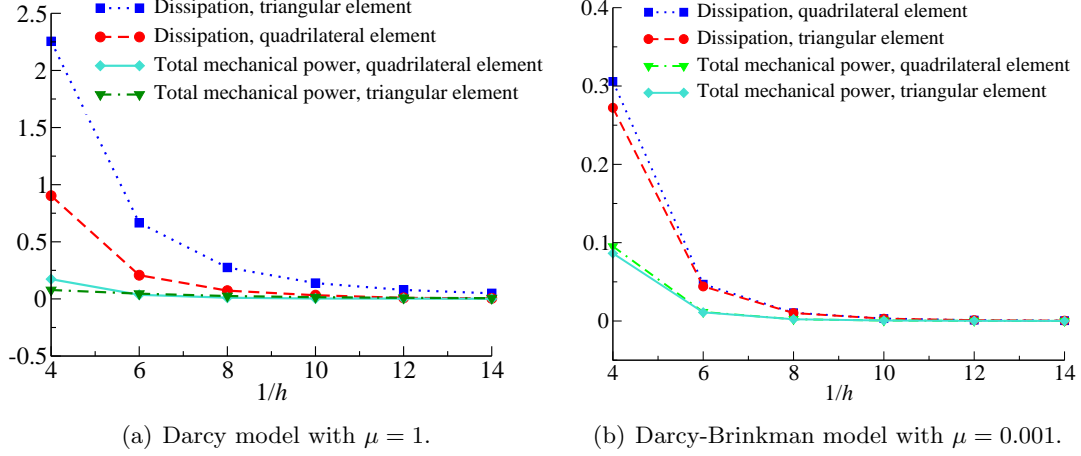 Dissipation, triangular element
Dissipation, quadrilateral element
Total mechanical power, quadrilateral element
Total mechanical power, triangular element
2.5
2
1.5
1
0.5
0
-0.5
4 6 8 10 12 14
1/h
(a) Darcy model with μ = 1.
Dissipation, quadrilateral element
Dissipation, triangular element
Total mechanical power, quadrilateral element
Total mechanical power, triangular element
0.4
0.3
0.2
0.1
0
4 6 8 10 12 14
1/h
(b) Darcy-Brinkman model with μ = 0.001.